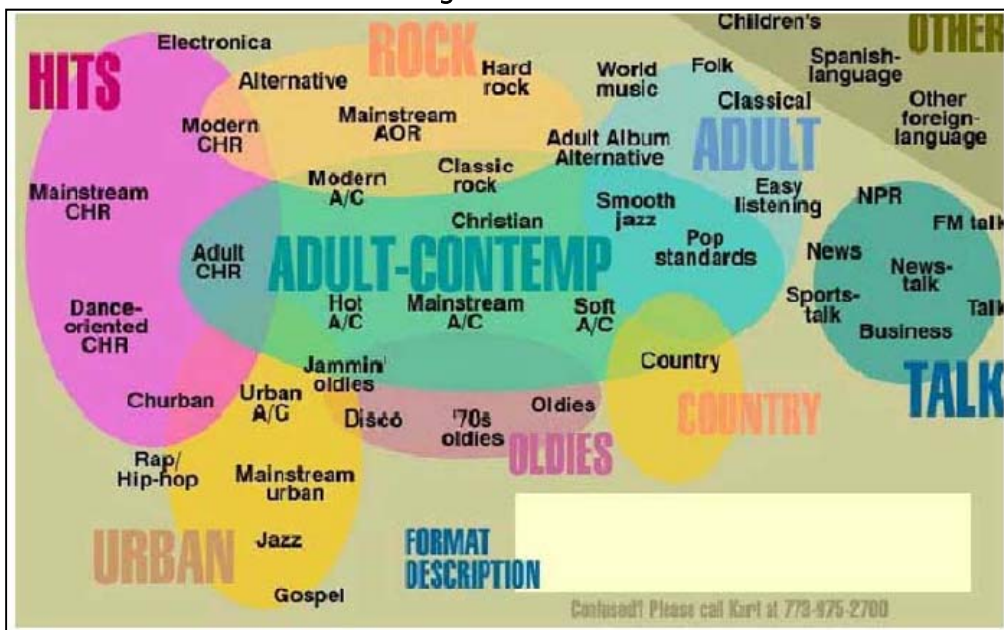 Children's
OTHER
Electronica
ROCK
HITS
Alternative
Hard
rock
World
music
Folk
Spanish-
language
Classical
Other
foreign-
language
Modern
CHR
Mainstream
AOR
Adult Album
Alternative
ADULT
Mainstream
CHR
Modern
A/C
Classic
rock
Christian
Smooth
jazz
Easy
listening
NPR
FM talk
Adult
CHR
ADULT-CONTEMP
Pop
standards
News
News-
talk
Dance-
oriented
CHR
Hot
A/C
Mainstream
A/C
Soft
A/C
Sports-
talk
Business
Talk
Jammin'
oldies
Country
TALK
Churban
Urban
A/C
Disco
'70s
oldies
Oldies
COUNTRY
OLDIES
Rap/
Hip-hop
Mainstream
urban
URBAN
Jazz
Gospel
FORMAT
DESCRIPTION
Confused? Please call Kurt at 773-975-2700